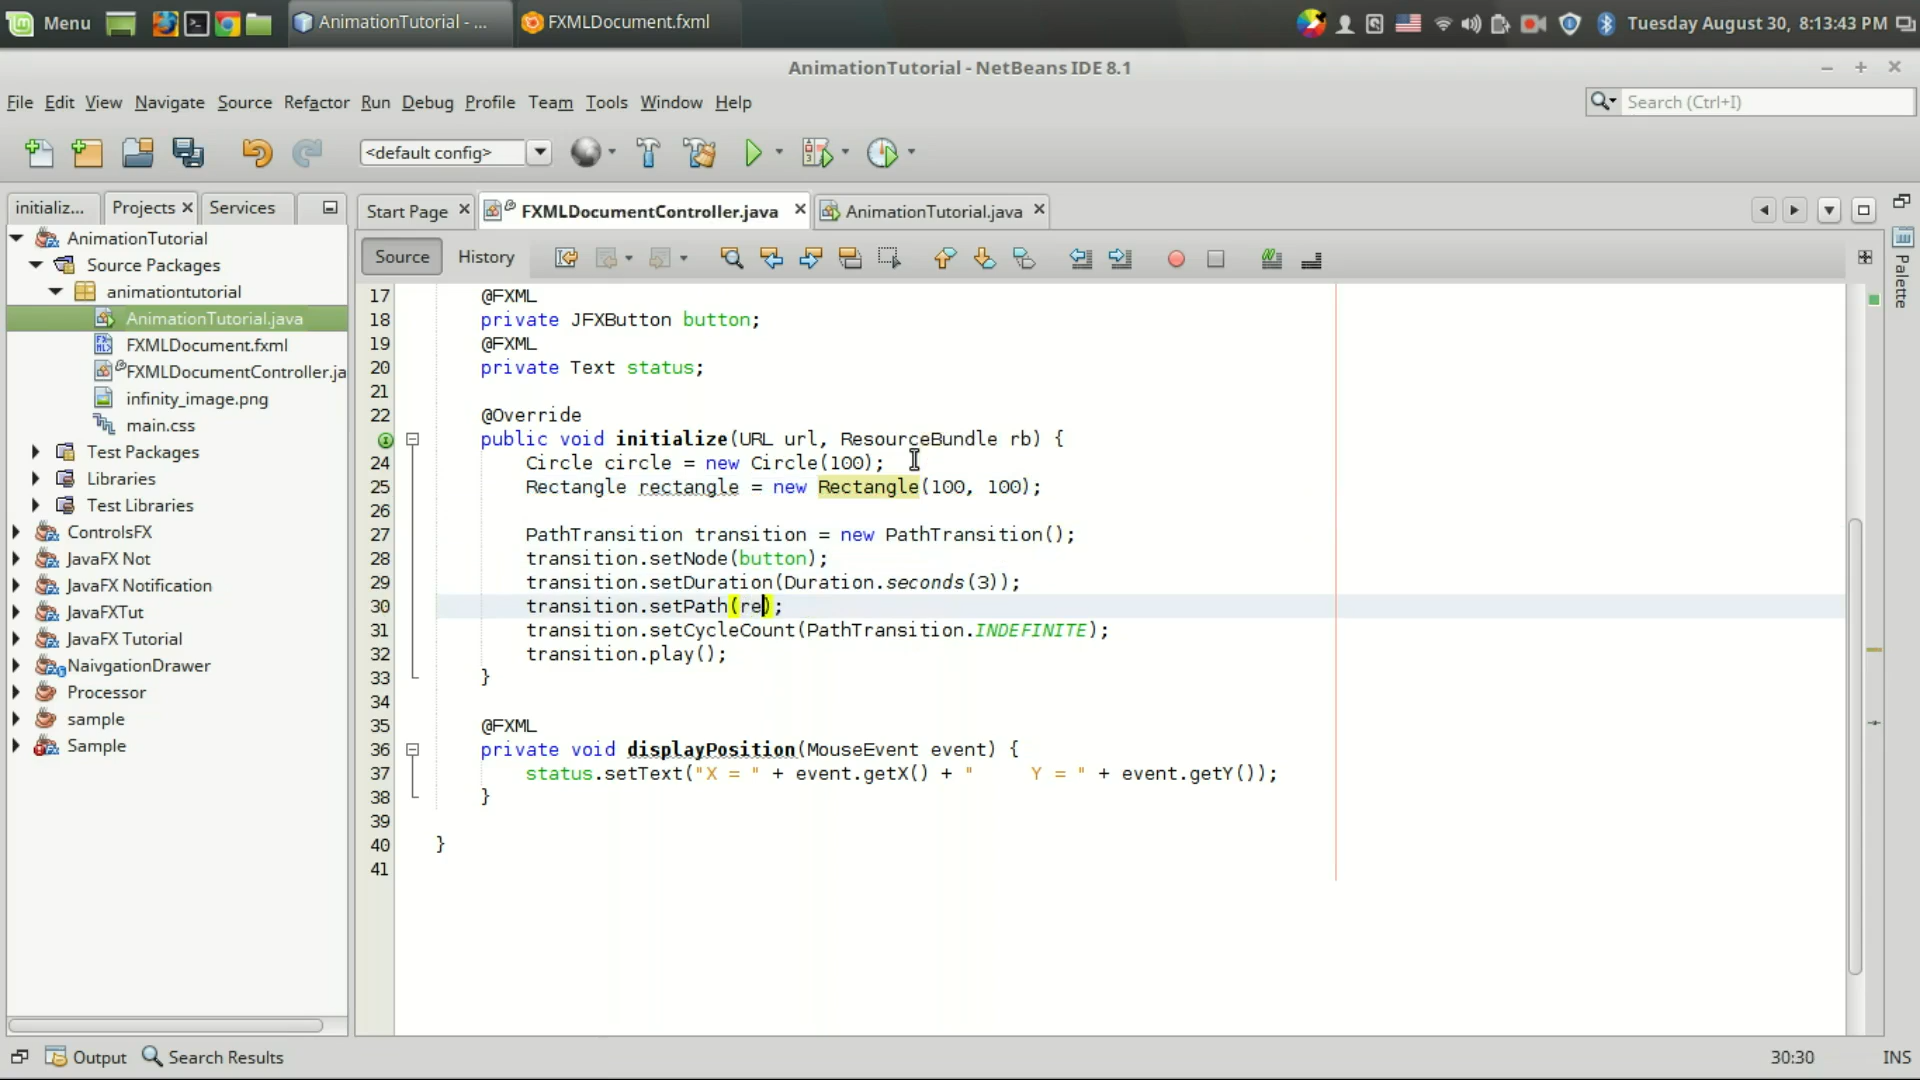 Menu AnimationTutorial - ... FXMLDocument.fxml Tuesday August 30, 8:13:43 PM
AnimationTutorial - NetBeans IDE 8.1
File Edit View Navigate Source Refactor Run Debug Profile Team Tools Window Help Search (Ctrl+I)
<default config>
initializ... Projects Services Start Page FXMLDocumentController.java AnimationTutorial.java
Source History
Palette
AnimationTutorial
Source Packages
animationtutorial
AnimationTutorial.java
FXMLDocument.fxml
FXMLDocumentController.ja
infinity_image.png
main.css
Test Packages
Libraries
Test Libraries
ControlsFX
JavaFX Not
JavaFX Notification
JavaFXTut
JavaFX Tutorial
NaivgationDrawer
Processor
sample
Sample
17 @FXML
18 private JFXButton button;
19 @FXML
20 private Text status;
21
22 @Override
public void initialize(URL url, ResourceBundle rb) {
24 Circle circle = new Circle(100);
25 Rectangle rectangle = new Rectangle(100, 100);
26
27 PathTransition transition = new PathTransition();
28 transition.setNode(button);
29 transition.setDuration(Duration.seconds(3));
30 transition.setPath(re);
31 transition.setCycleCount(PathTransition.INDEFINITE);
32 transition.play();
33 }
34
35 @FXML
36 private void displayPosition(MouseEvent event) {
37 status.setText("X = " + event.getX() + "     Y = " + event.getY());
38 }
39
40 }
41
Output Search Results 30:30 INS